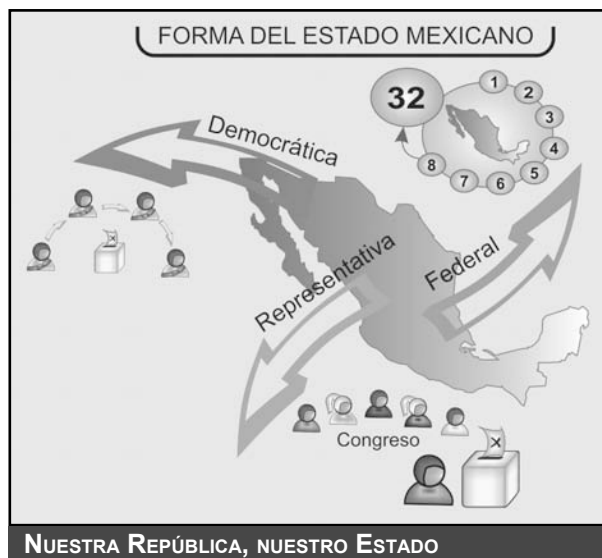 FORMA DEL ESTADO MEXICANO
32
1
2
3
4
5
6
7
8
Democrática
Representativa
Federal
Congreso
NUESTRA REPÚBLICA, NUESTRO ESTADO